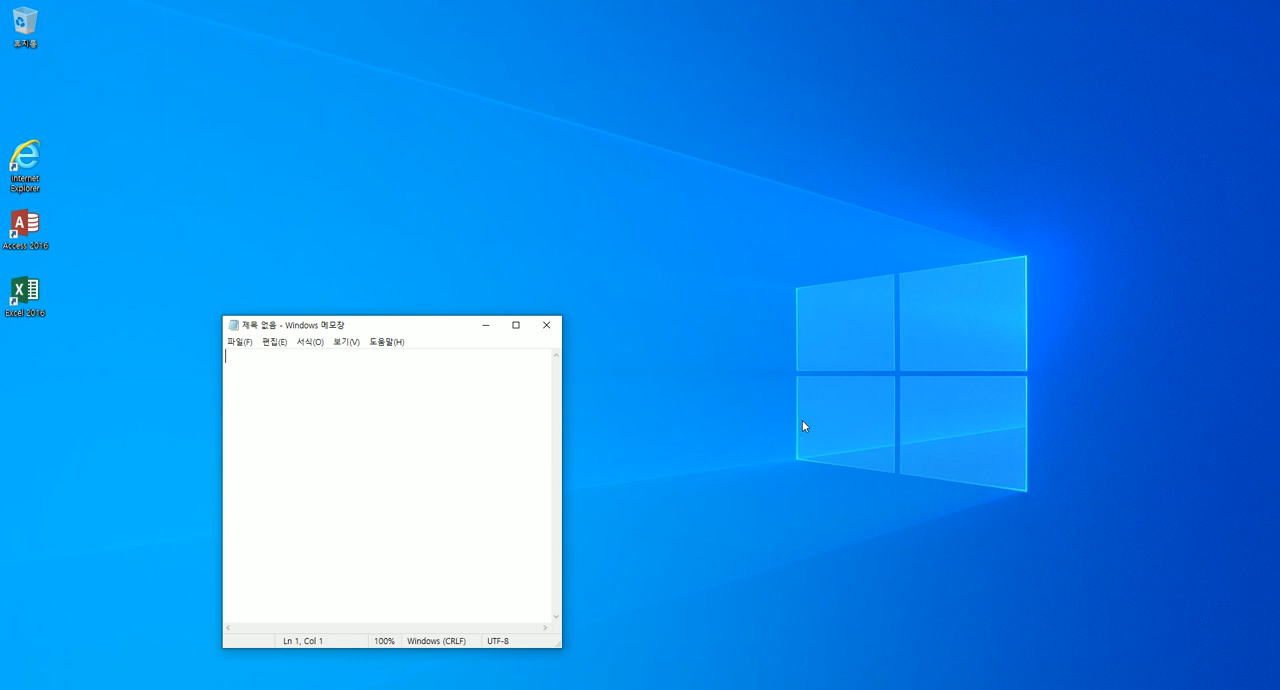 휴지통
Internet
Explorer
Access 2016
Excel 2016
제목 없음 - Windows 메모장
파일(F) 편집(E) 서식(O) 보기(V) 도움말(H)
Ln 1, Col 1 100% Windows (CRLF) UTF-8